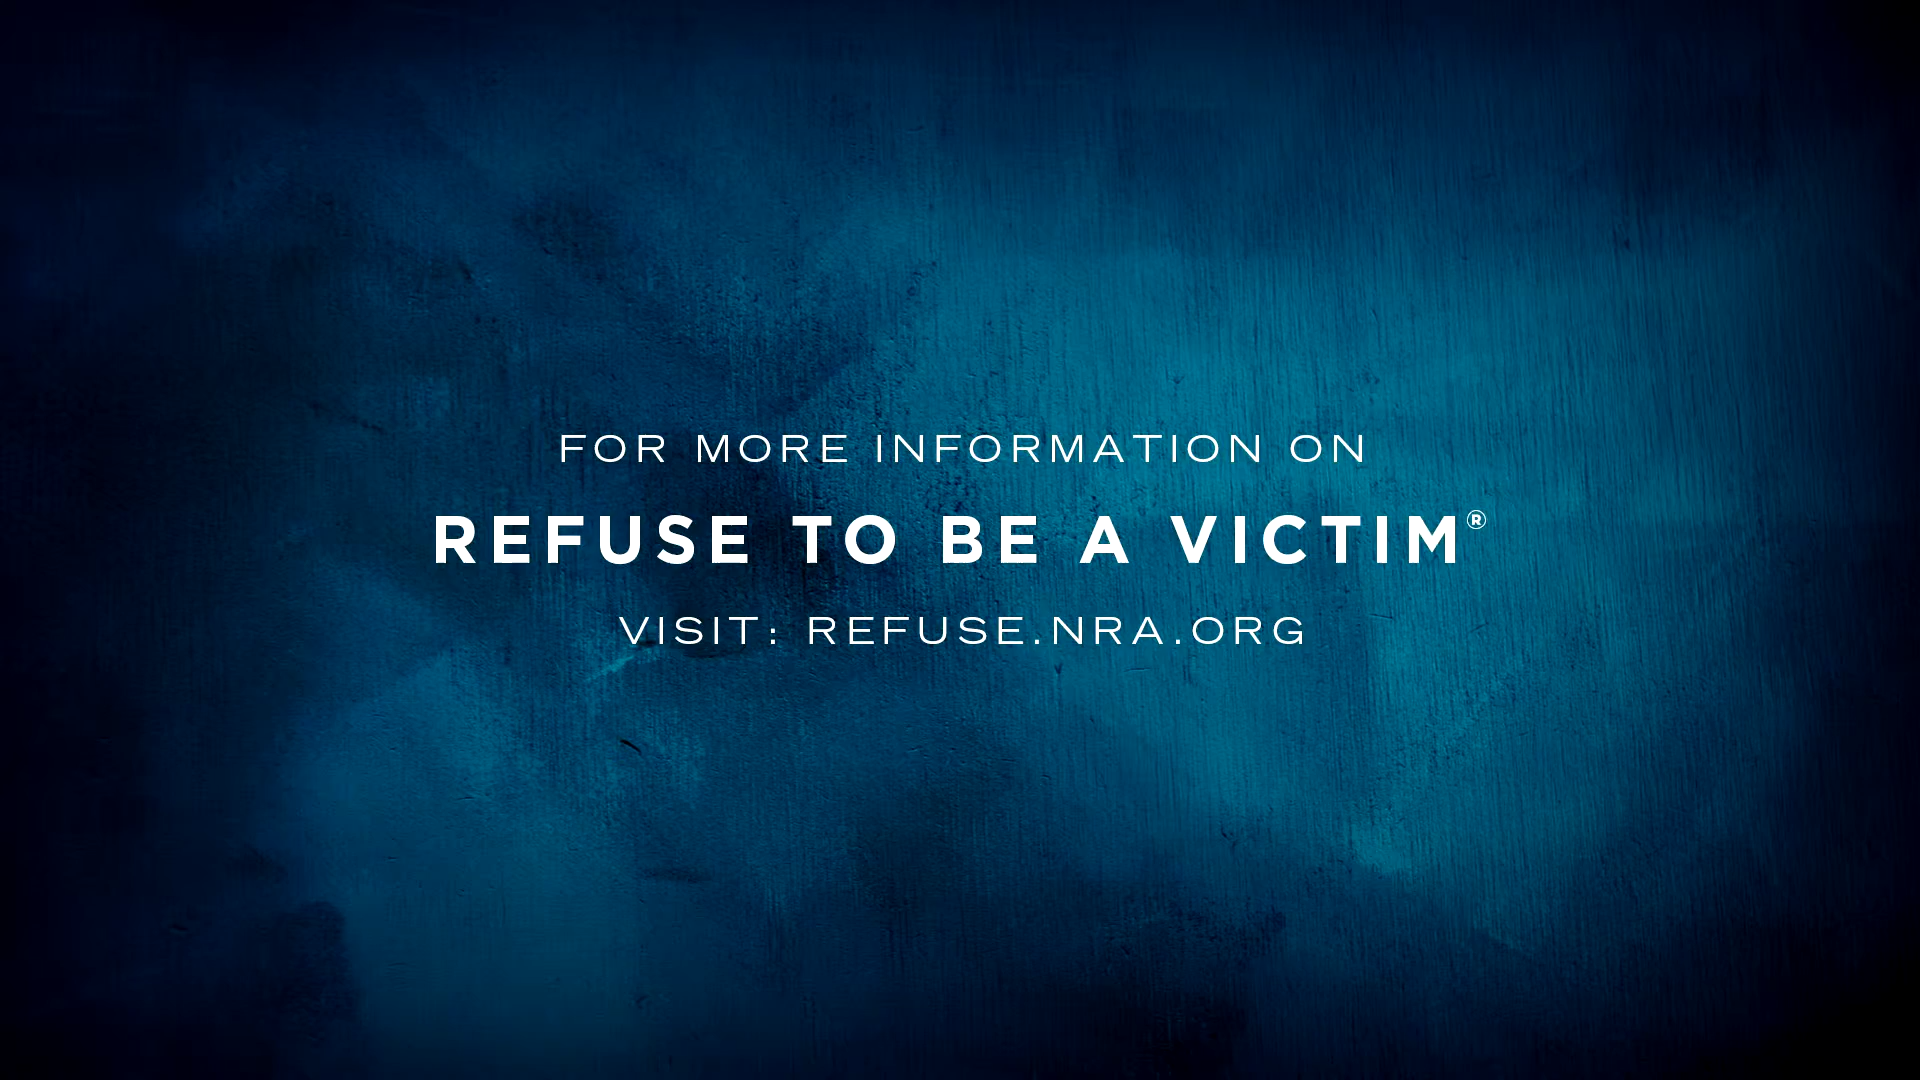 FOR MORE INFORMATION ON
REFUSE TO BE A VICTIM®
VISIT: REFUSE.NRA.ORG